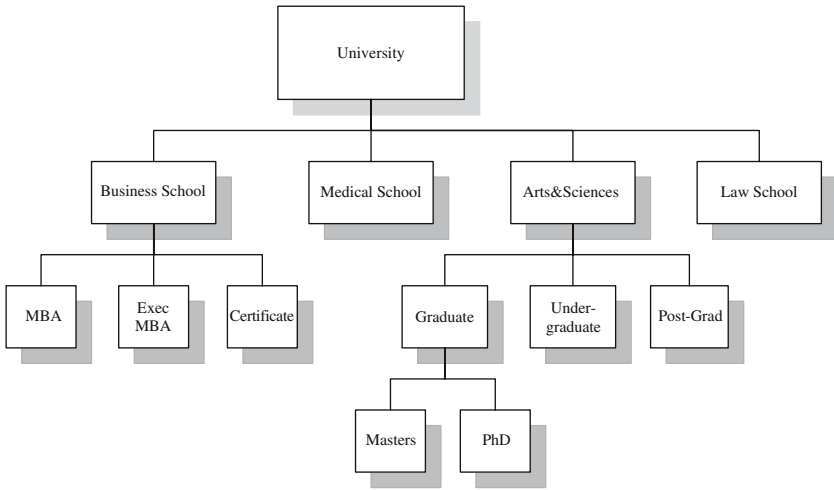 University
Business School
Medical School
Arts&Sciences
Law School
MBA
Exec
MBA
Certificate
Graduate
Under-
graduate
Post-Grad
Masters
PhD